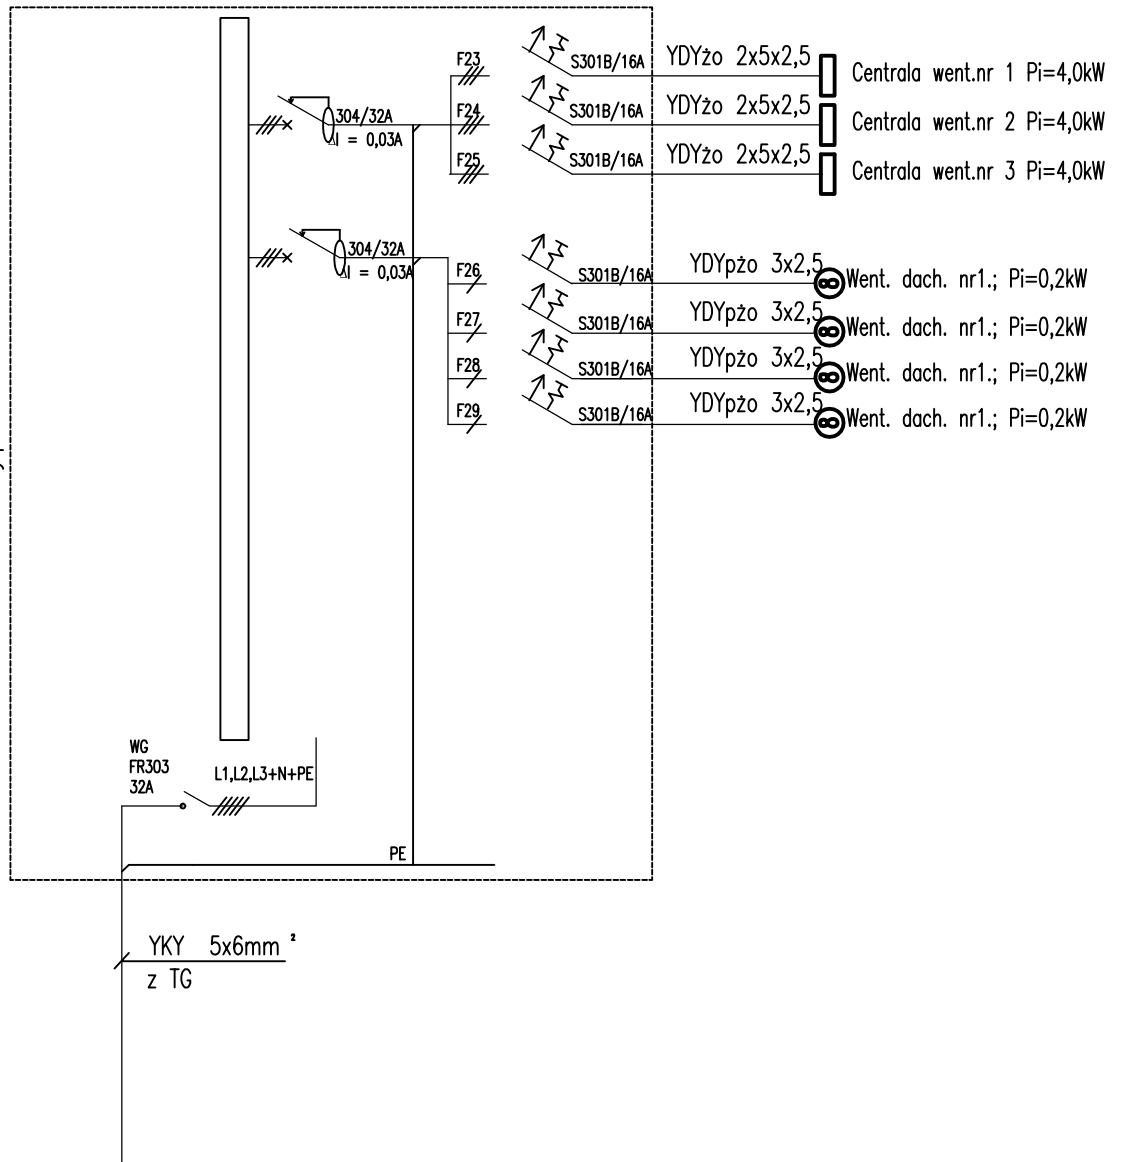 F23 S301B/16A YDYżo 2x5x2,5 Centrala went.nr 1 Pi=4,0kW
304/32A F24 S301B/16A YDYżo 2x5x2,5 Centrala went.nr 2 Pi=4,0kW
△I = 0,03A
F25 S301B/16A YDYżo 2x5x2,5 Centrala went.nr 3 Pi=4,0kW
304/32A
△I = 0,03A
F26 S301B/16A YDYpżo 3x2,5 Went. dach. nr1.; Pi=0,2kW
F27 S301B/16A YDYpżo 3x2,5 Went. dach. nr1.; Pi=0,2kW
F28 S301B/16A YDYpżo 3x2,5 Went. dach. nr1.; Pi=0,2kW
F29 S301B/16A YDYpżo 3x2,5 Went. dach. nr1.; Pi=0,2kW
WG
FR303
32A
L1,L2,L3+N+PE
PE
YKY 5x6mm ²
z TG